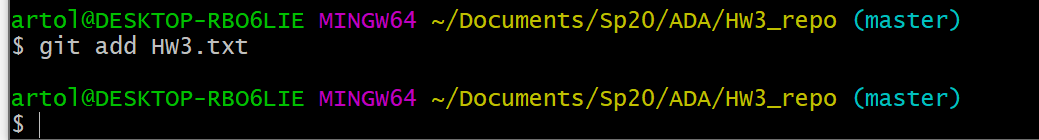 artol@DESKTOP-RBO6LIE MINGW64 ~/Documents/Sp20/ADA/HW3_repo (master)
$ git add HW3.txt
artol@DESKTOP-RBO6LIE MINGW64 ~/Documents/Sp20/ADA/HW3_repo (master)
$